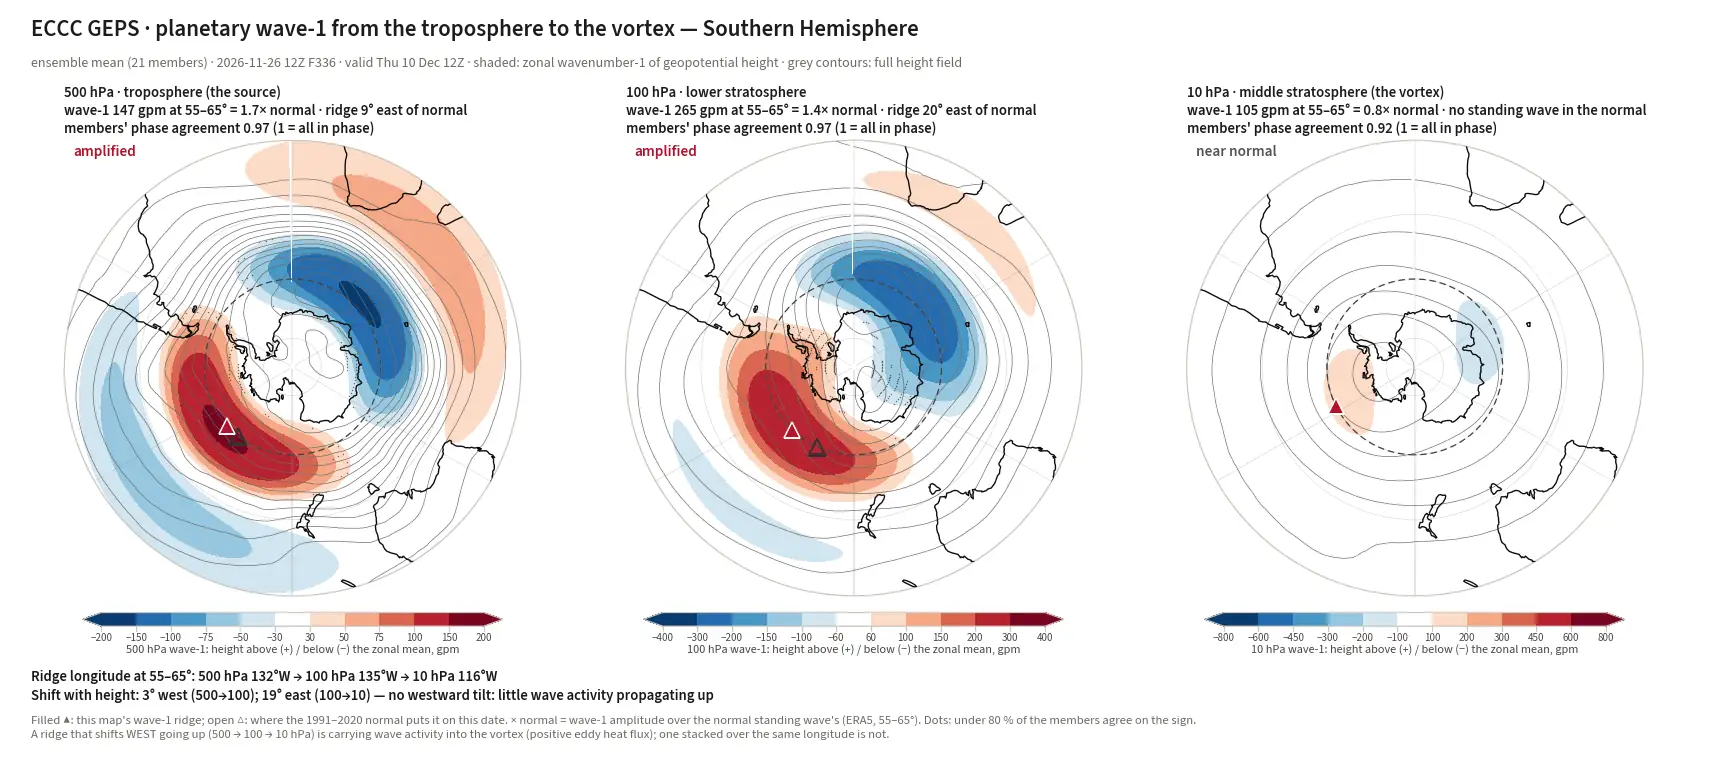 ECCC GEPS · planetary wave-1 from the troposphere to the vortex — Southern Hemisphere
ensemble mean (21 members) · 2026-11-26 12Z F336 · valid Thu 10 Dec 12Z · shaded: zonal wavenumber-1 of geopotential height · grey contours: full height field
500 hPa · troposphere (the source)
wave-1 147 gpm at 55–65° = 1.7× normal · ridge 9° east of normal
members' phase agreement 0.97 (1 = all in phase)
amplified
100 hPa · lower stratosphere
wave-1 265 gpm at 55–65° = 1.4× normal · ridge 20° east of normal
members' phase agreement 0.97 (1 = all in phase)
amplified
10 hPa · middle stratosphere (the vortex)
wave-1 105 gpm at 55–65° = 0.8× normal · no standing wave in the normal
members' phase agreement 0.92 (1 = all in phase)
near normal
−200 −150 −100 −75 −50 −30 30 50 75 100 150 200
500 hPa wave-1: height above (+) / below (−) the zonal mean, gpm
−400 −300 −200 −150 −100 −60 60 100 150 200 300 400
100 hPa wave-1: height above (+) / below (−) the zonal mean, gpm
−800 −600 −450 −300 −200 −100 100 200 300 450 600 800
10 hPa wave-1: height above (+) / below (−) the zonal mean, gpm
Ridge longitude at 55–65°: 500 hPa 132°W → 100 hPa 135°W → 10 hPa 116°W
Shift with height: 3° west (500→100); 19° east (100→10) — no westward tilt: little wave activity propagating up
Filled ▲: this map's wave-1 ridge; open △: where the 1991–2020 normal puts it on this date. × normal = wave-1 amplitude over the normal standing wave's (ERA5, 55–65°). Dots: under 80 % of the members agree on the sign.
A ridge that shifts WEST going up (500 → 100 → 10 hPa) is carrying wave activity into the vortex (positive eddy heat flux); one stacked over the same longitude is not.